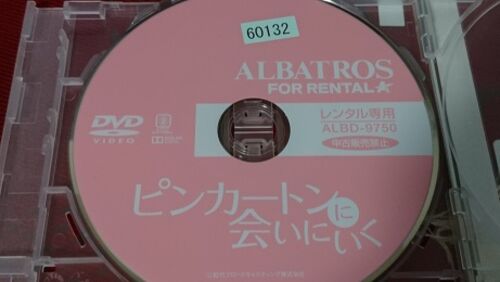 60132
ALBATROS
FOR RENTAL
レンタル専用
DVD
VIDEO
2
ALBD-9750
中古販売禁止
ピンカートンに
会いにいく